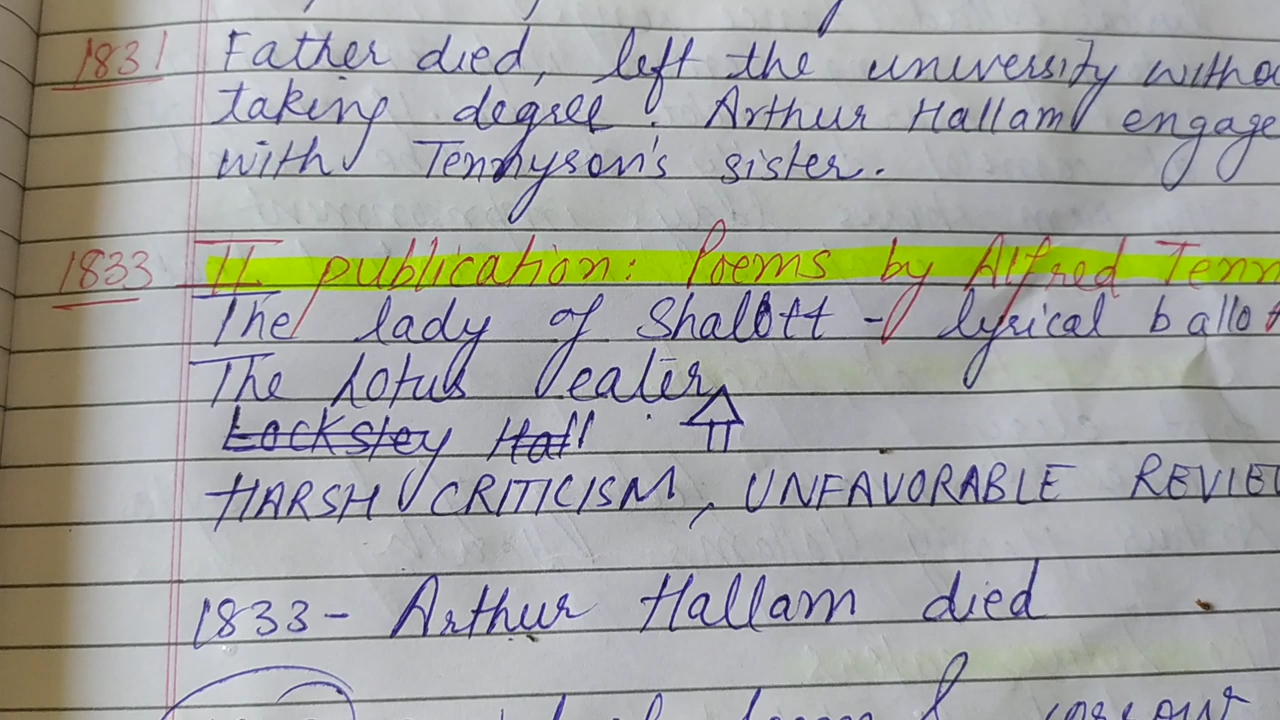 1831 Father died, left the university witho
taking degree. Arthur Hallam engage
with Tennyson's sister.
1833 II. publication: Poems by Alfred Tenn
The lady of Shalott - lyrical ballo
The Lotus eater
Locksley Hall
HARSH CRITICISM, UNFAVORABLE REVIE
1833 - Arthur Hallam died